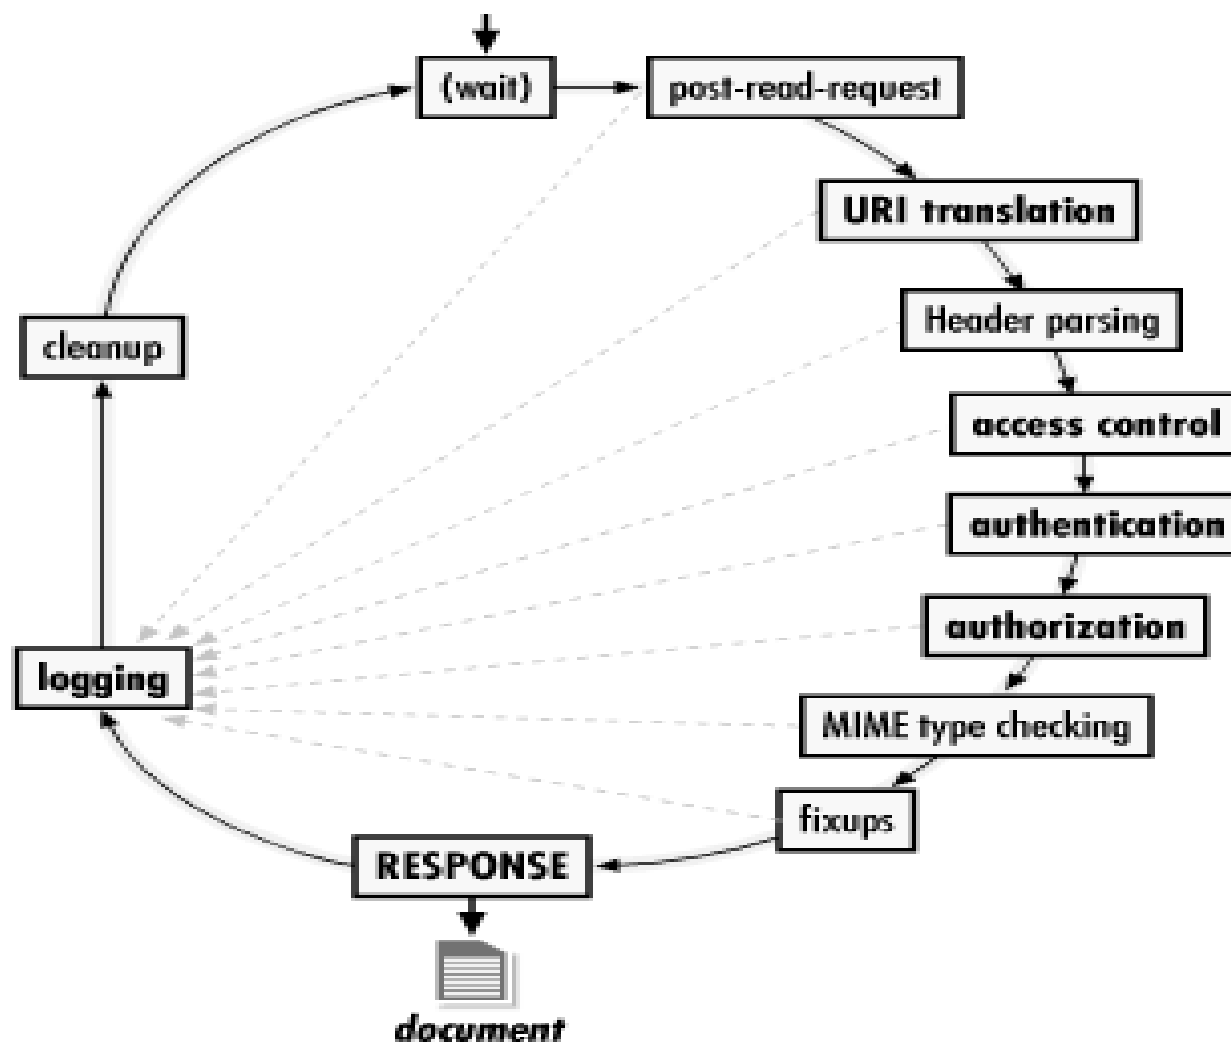 (wait)
post-read-request
URI translation
Header parsing
access control
authentication
authorization
MIME type checking
fixups
RESPONSE
document
logging
cleanup